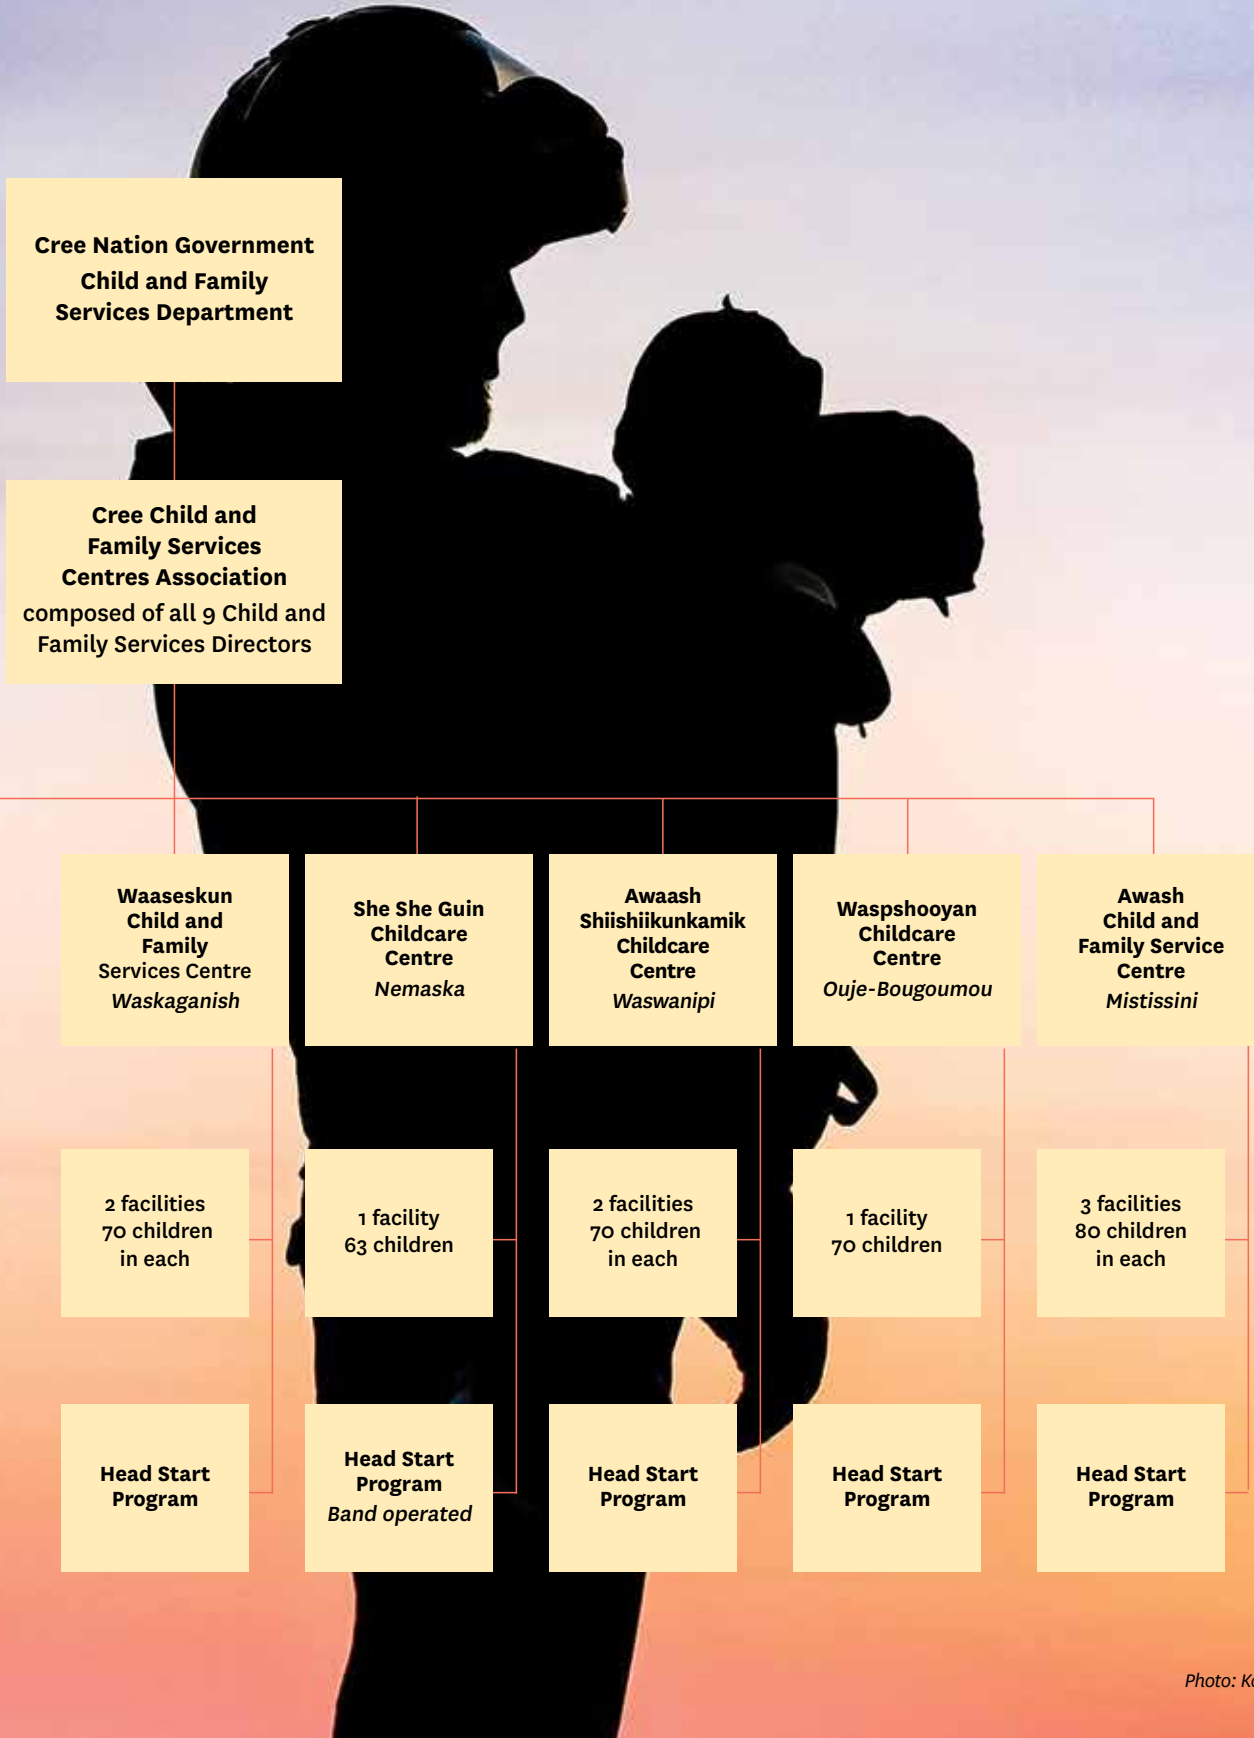 Cree Nation Government
Child and Family
Services Department
Cree Child and
Family Services
Centres Association
composed of all 9 Child and
Family Services Directors
Waaseskun
Child and
Family
Services Centre
Waskaganish
She She Guin
Childcare
Centre
Nemaska
Awaash
Shiishiikunkamik
Childcare
Centre
Waswanipi
Waspshooyan
Childcare
Centre
Ouje-Bougoumou
Awash
Child and
Family Service
Centre
Mistissini
2 facilities
70 children
in each
1 facility
63 children
2 facilities
70 children
in each
1 facility
70 children
3 facilities
80 children
in each
Head Start
Program
Head Start
Program
Band operated
Head Start
Program
Head Start
Program
Head Start
Program
Photo: